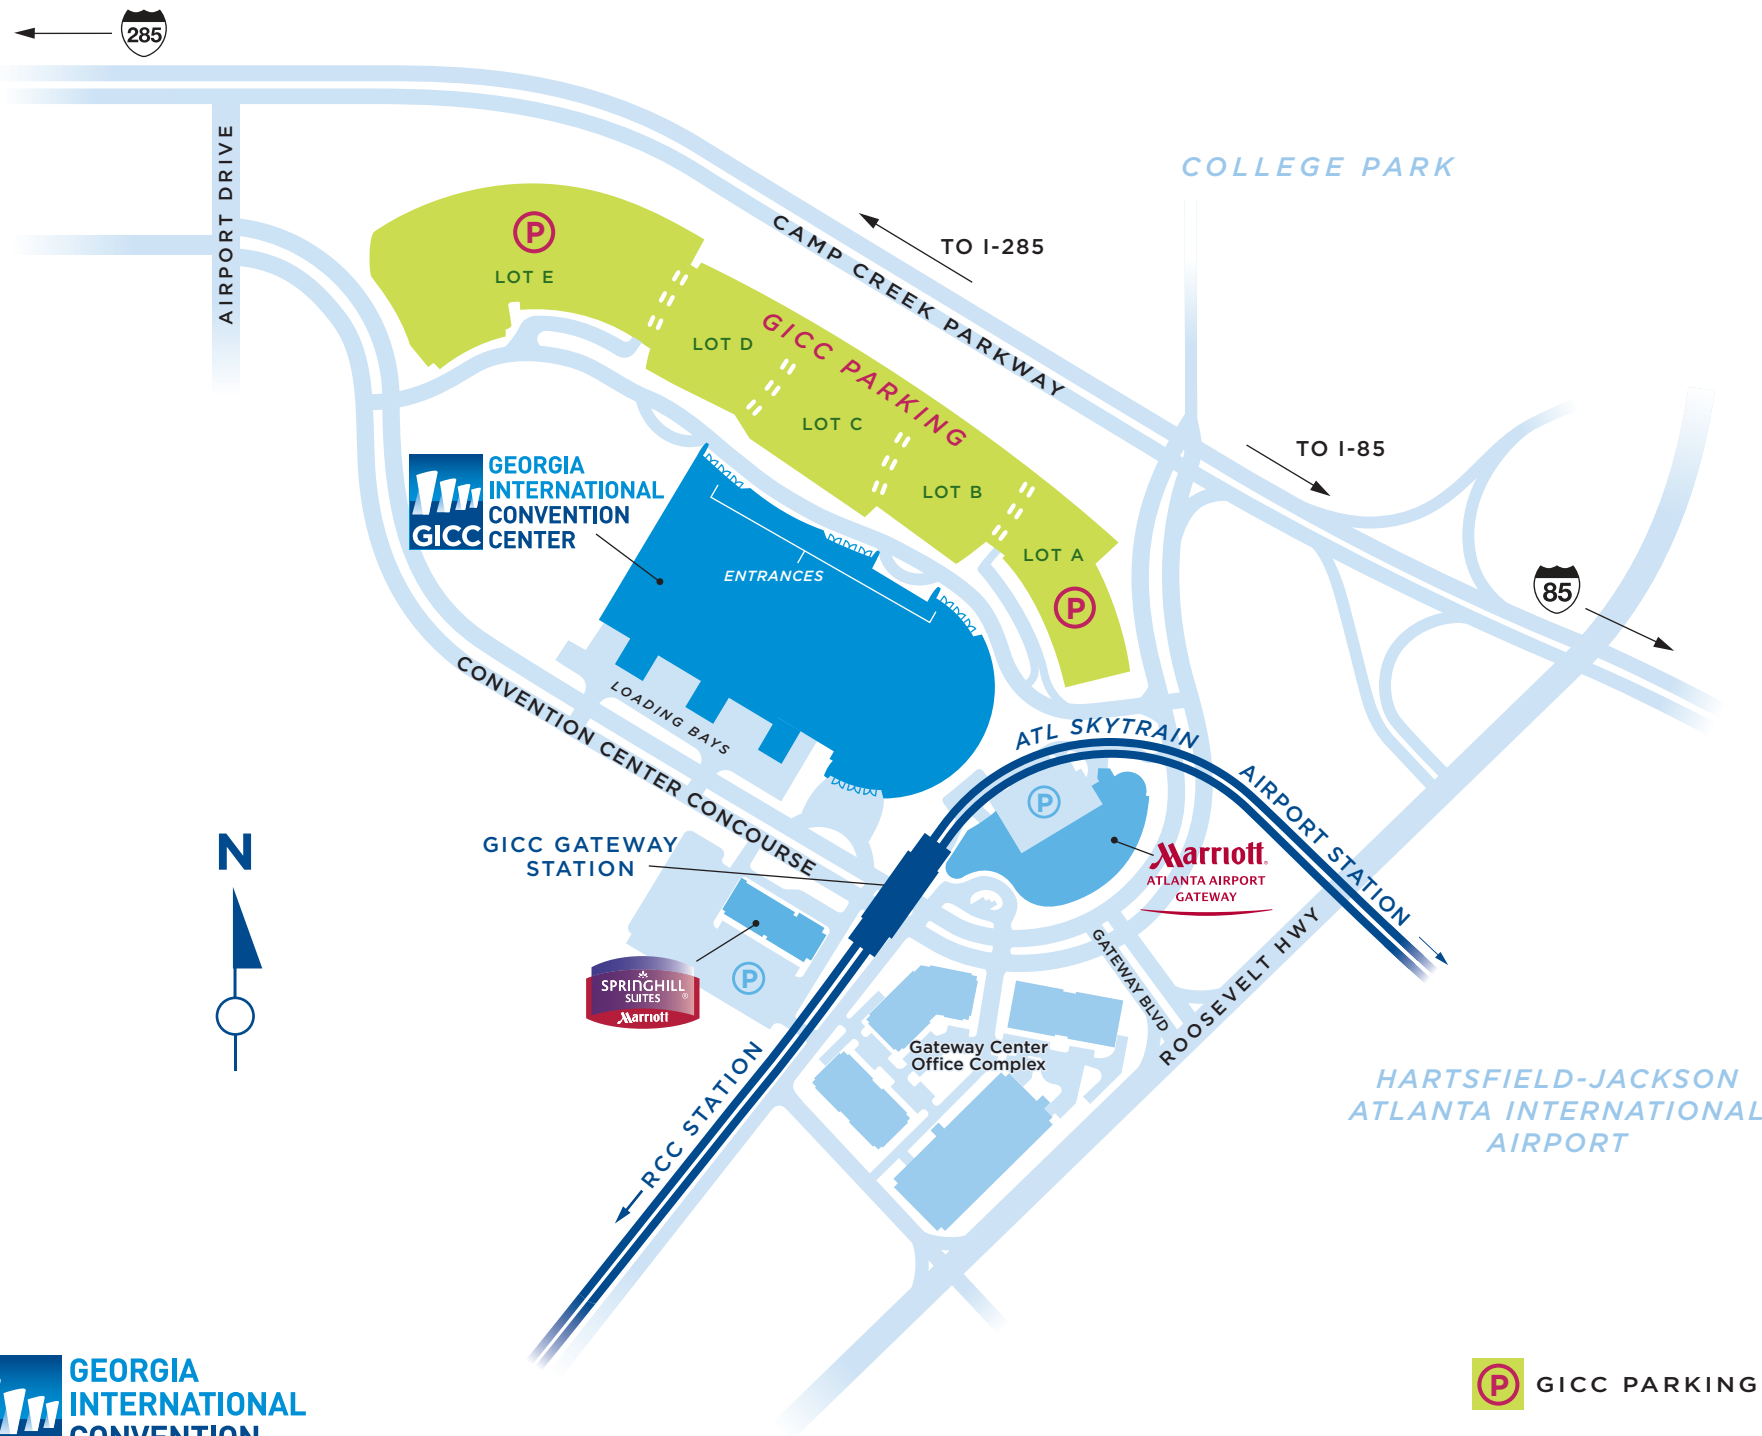 285
AIRPORT DRIVE
COLLEGE PARK
P
LOT E
CAMP CREEK PARKWAY
TO I-285
GICC PARKING
LOT D
LOT C
LOT B
LOT A
P
TO I-85
85
GICC
GEORGIA
INTERNATIONAL
CONVENTION
CENTER
ENTRANCES
LOADING BAYS
CONVENTION CENTER CONCOURSE
ATL SKYTRAIN
AIRPORT STATION
P
GICC GATEWAY
STATION
Marriott
ATLANTA AIRPORT
GATEWAY
N
SPRINGHILL
SUITES
Marriott
P
GATEWAY BLVD
ROOSEVELT HWY
Gateway Center
Office Complex
RCC STATION
HARTSFIELD-JACKSON
ATLANTA INTERNATIONAL
AIRPORT
GEORGIA
INTERNATIONAL
CONVENTION
P GICC PARKING